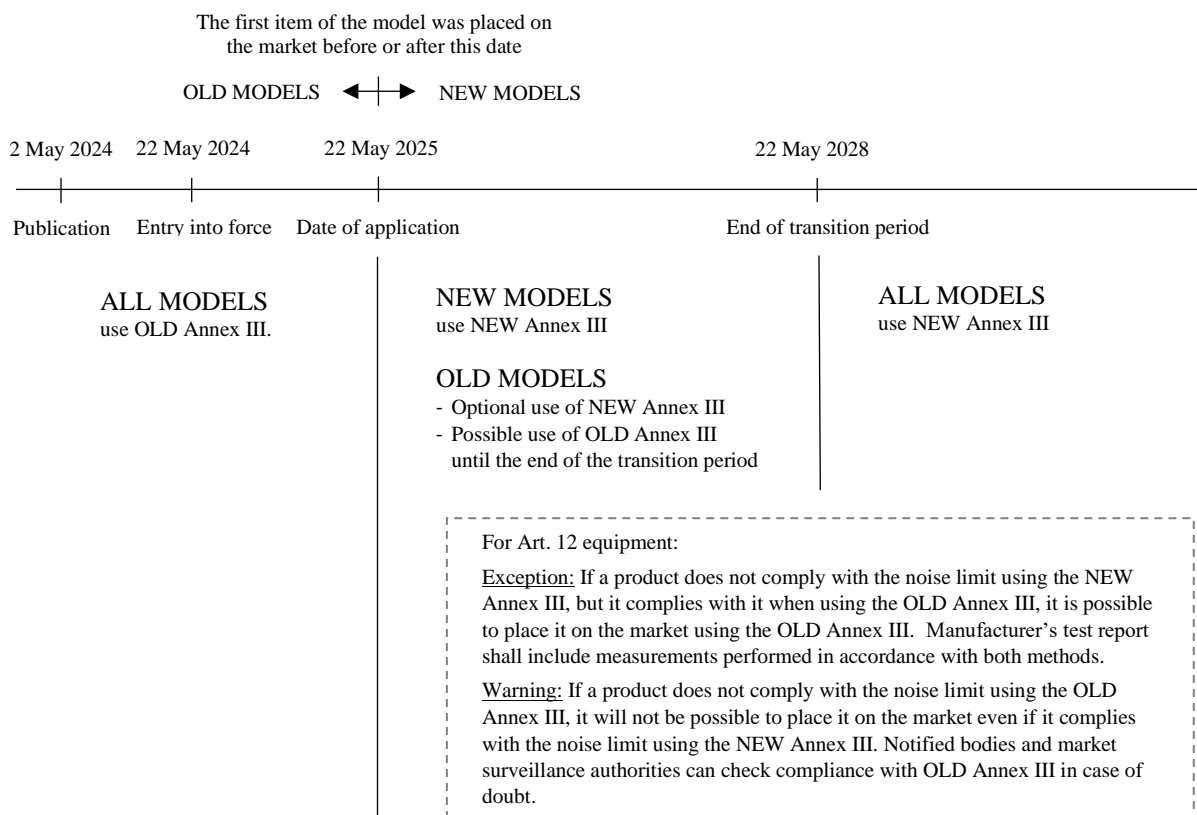 The first item of the model was placed on
the market before or after this date
OLD MODELS
NEW MODELS
2 May 2024
22 May 2024
22 May 2025
22 May 2028
Publication
Entry into force
Date of application
End of transition period
ALL MODELS
use OLD Annex III.
NEW MODELS
use NEW Annex III
OLD MODELS
- Optional use of NEW Annex III
- Possible use of OLD Annex III
until the end of the transition period
ALL MODELS
use NEW Annex III
For Art. 12 equipment:
Exception: If a product does not comply with the noise limit using the NEW
Annex III, but it complies with it when using the OLD Annex III, it is possible
to place it on the market using the OLD Annex III. Manufacturer's test report
shall include measurements performed in accordance with both methods.
Warning: If a product does not comply with the noise limit using the OLD
Annex III, it will not be possible to place it on the market even if it complies
with the noise limit using the NEW Annex III. Notified bodies and market
surveillance authorities can check compliance with OLD Annex III in case of
doubt.